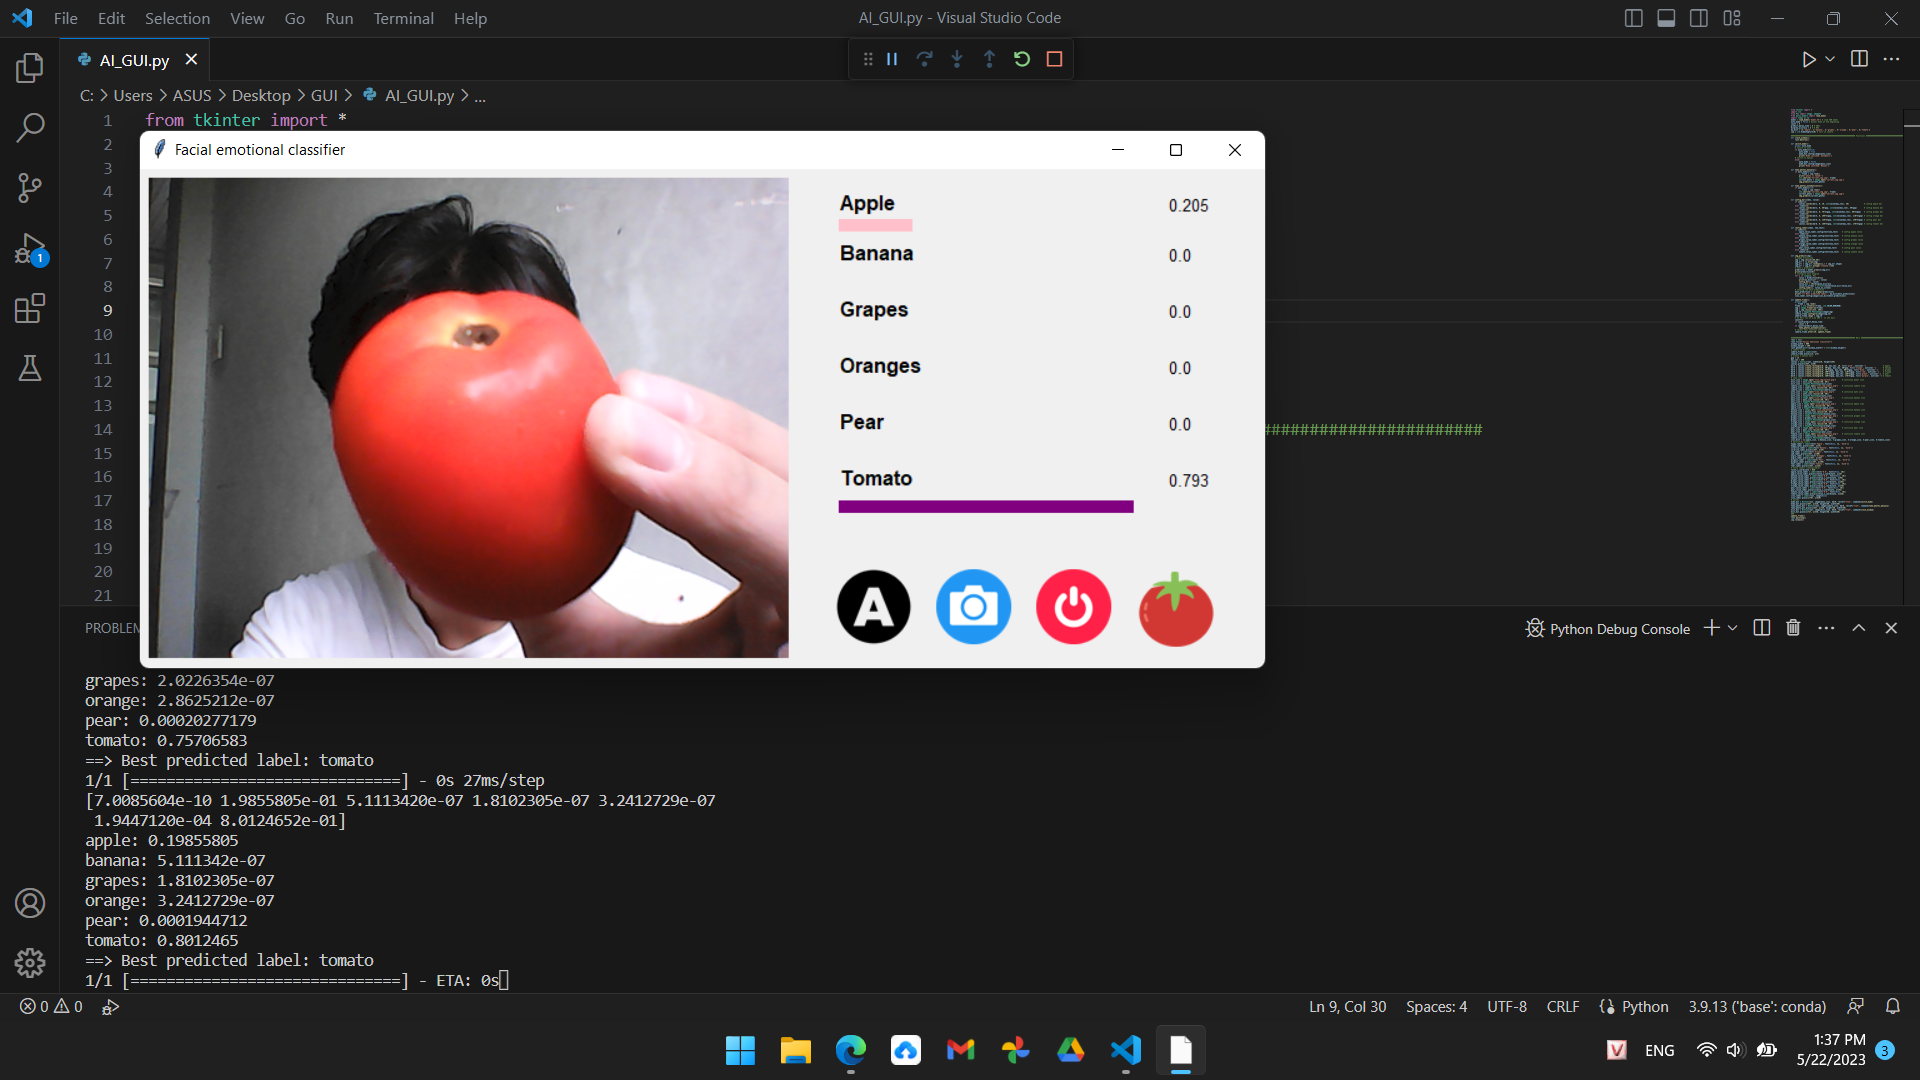 File Edit Selection View Go Run Terminal Help
AI_GUI.py - Visual Studio Code
AI_GUI.py
C: > Users > ASUS > Desktop > GUI > AI_GUI.py > ...
1 from tkinter import *
2
3
4
5
6
7
8
9
10
11
12
13
14 ########################
15
16
17
18
19
20
21
1
Facial emotional classifier
Apple 0.205
Banana 0.0
Grapes 0.0
Oranges 0.0
Pear 0.0
Tomato 0.793
A
PROBLEM
Python Debug Console
grapes: 2.0226354e-07
orange: 2.8625212e-07
pear: 0.00020277179
tomato: 0.75706583
==> Best predicted label: tomato
1/1 [==============================] - 0s 27ms/step
[7.0085604e-10 1.9855805e-01 5.1113420e-07 1.8102305e-07 3.2412729e-07
1.9447120e-04 8.0124652e-01]
apple: 0.19855805
banana: 5.111342e-07
grapes: 1.8102305e-07
orange: 3.2412729e-07
pear: 0.0001944712
tomato: 0.8012465
==> Best predicted label: tomato
1/1 [==============================] - ETA: 0s
0 0
Ln 9, Col 30 Spaces: 4 UTF-8 CRLF Python 3.9.13 ('base': conda)
V ENG 1:37 PM
5/22/2023 3